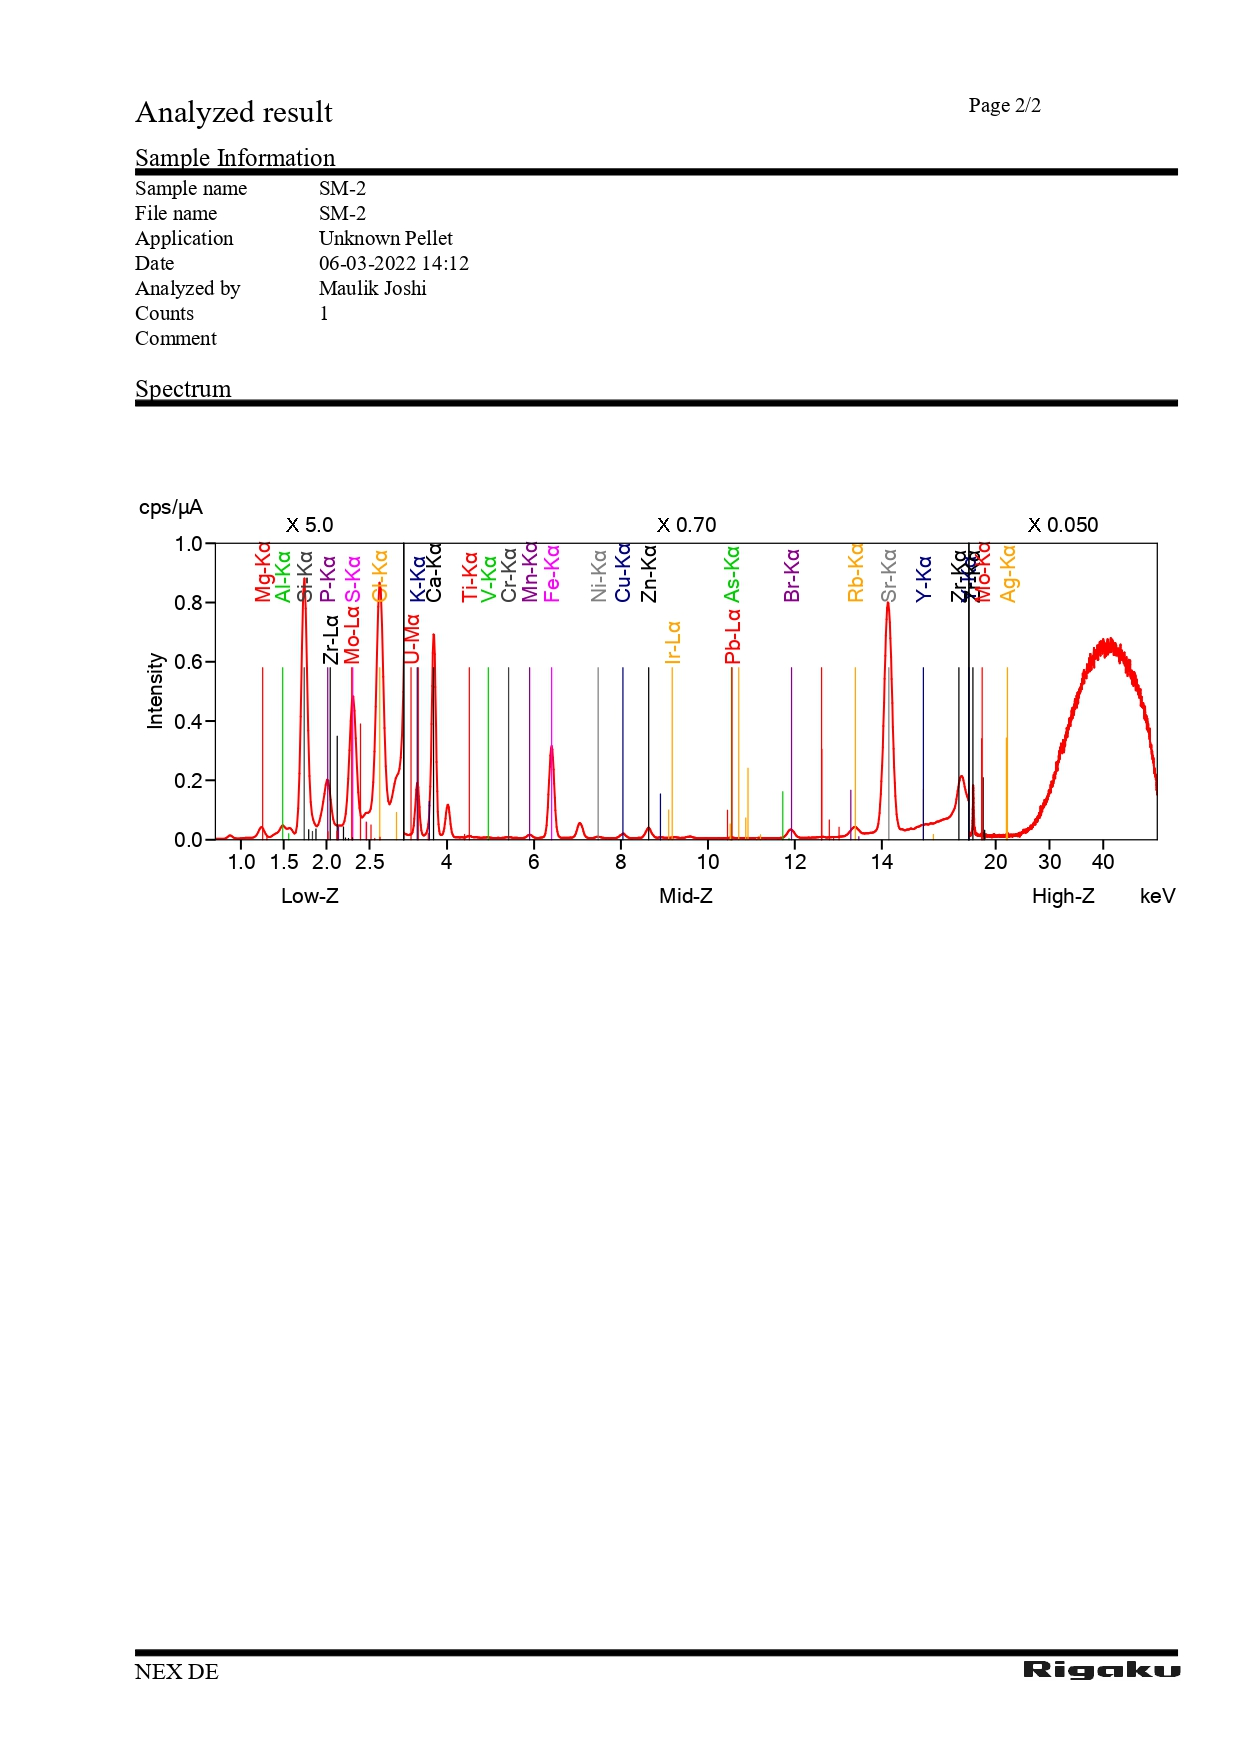 Analyzed result
Page 2/2
Sample Information
Sample name SM-2
File name SM-2
Application Unknown Pellet
Date 06-03-2022 14:12
Analyzed by Maulik Joshi
Counts 1
Comment
Spectrum
cps/µA
X 5.0 X 0.70 X 0.050
Mg-Kα Al-Kα Si-Kα P-Kα S-Kα Cl-Kα K-Kα Ca-Kα Ti-Kα V-Kα Cr-Kα Mn-Kα Fe-Kα Ni-Kα Cu-Kα Zn-Kα As-Kα Br-Kα Rb-Kα Sr-Kα Y-Kα Zr-Kα Mo-Kα Ag-Kα
Zr-Lα Mo-Lα U-Mα Ir-Lα Pb-Lα
Intensity
1.0
0.8
0.6
0.4
0.2
0.0
1.0 1.5 2.0 2.5 4 6 8 10 12 14 20 30 40
Low-Z Mid-Z High-Z keV
NEX DE
Rigaku